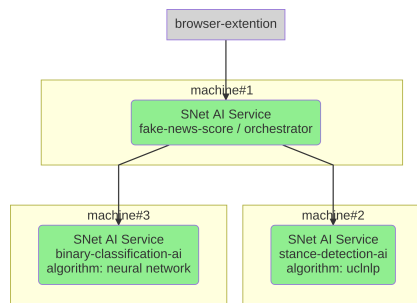 browser-extention
machine#1
SNet AI Service
fake-news-score / orchestrator
machine#3
SNet AI Service
binary-classification-ai
algorithm: neural network
machine#2
SNet AI Service
stance-detection-ai
algorithm: uclnlp